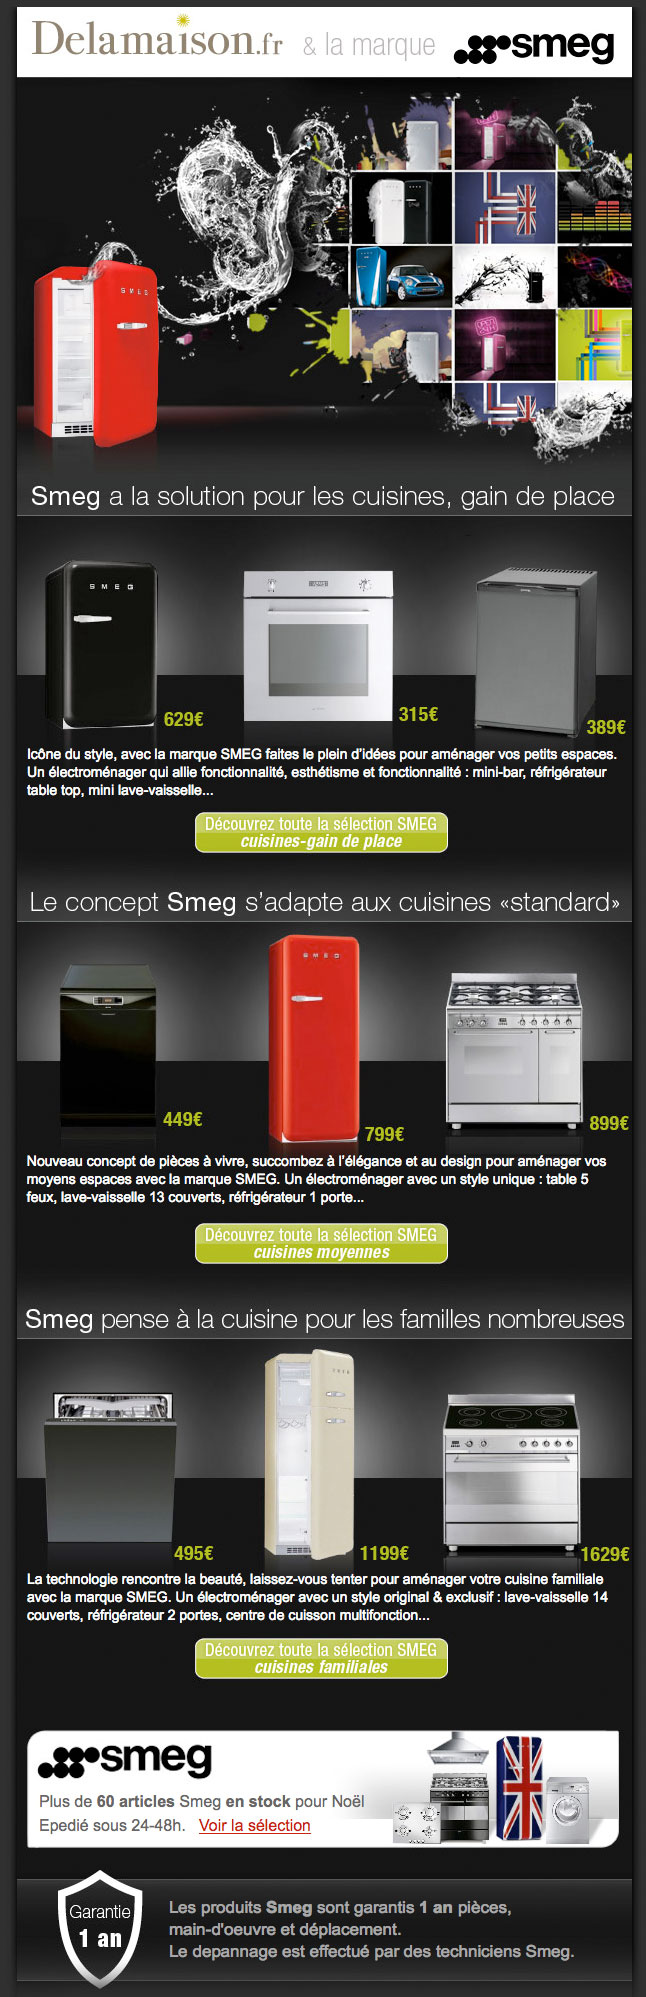 Delamaison.fr & la marque smeg
SMEG
Smeg a la solution pour les cuisines, gain de place
SMEG
629€
315€
389€
Icône du style, avec la marque SMEG faites le plein d'idées pour aménager vos petits espaces.
Un électroménager qui allie fonctionnalité, esthétisme et fonctionnalité : mini-bar, réfrigérateur
table top, mini lave-vaisselle...
Découvrez toute la sélection SMEG
cuisines-gain de place
Le concept Smeg s'adapte aux cuisines «standard»
SMEG
449€
799€
899€
Nouveau concept de pièces à vivre, succombez à l'élégance et au design pour aménager vos
moyens espaces avec la marque SMEG. Un électroménager avec un style unique : table 5
feux, lave-vaisselle 13 couverts, réfrigérateur 1 porte...
Découvrez toute la sélection SMEG
cuisines moyennes
Smeg pense à la cuisine pour les familles nombreuses
SMEG
495€
1199€
1629€
La technologie rencontre la beauté, laissez-vous tenter pour aménager votre cuisine familiale
avec la marque SMEG. Un électroménager avec un style original & exclusif : lave-vaisselle 14
couverts, réfrigérateur 2 portes, centre de cuisson multifonction...
Découvrez toute la sélection SMEG
cuisines familiales
smeg
Plus de 60 articles Smeg en stock pour Noël
Epedié sous 24-48h. Voir la sélection
Garantie
1 an
Les produits Smeg sont garantis 1 an pièces,
main-d'oeuvre et déplacement.
Le depannage est effectué par des techniciens Smeg.